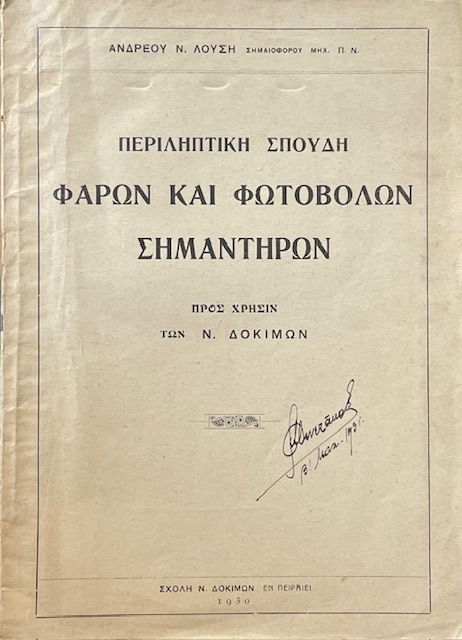 ΑΝΔΡΕΟΥ Ν. ΛΟΥΣΗ ΣΗΜΑΙΟΦΟΡΟΥ ΜΗΧ. Π. Ν.
ΠΕΡΙΛΗΠΤΙΚΗ ΣΠΟΥΔΗ
ΦΑΡΩΝ ΚΑΙ ΦΩΤΟΒΟΛΩΝ
ΣΗΜΑΝΤΗΡΩΝ
ΠΡΟΣ ΧΡΗΣΙΝ
ΤΩΝ Ν. ΔΟΚΙΜΩΝ
ΣΧΟΛΗ Ν. ΔΟΚΙΜΩΝ ΕΝ ΠΕΙΡΑΙΕΙ
1930